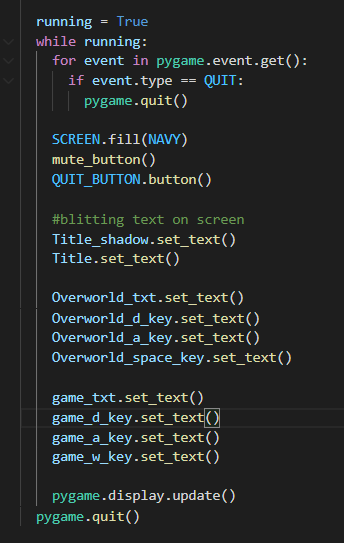 running = True
while running:
for event in pygame.event.get():
if event.type == QUIT:
pygame.quit()
SCREEN.fill(NAVY)
mute_button()
QUIT_BUTTON.button()
#blitting text on screen
Title_shadow.set_text()
Title.set_text()
Overworld_txt.set_text()
Overworld_d_key.set_text()
Overworld_a_key.set_text()
Overworld_space_key.set_text()
game_txt.set_text()
game_d_key.set_text()
game_a_key.set_text()
game_w_key.set_text()
pygame.display.update()
pygame.quit()